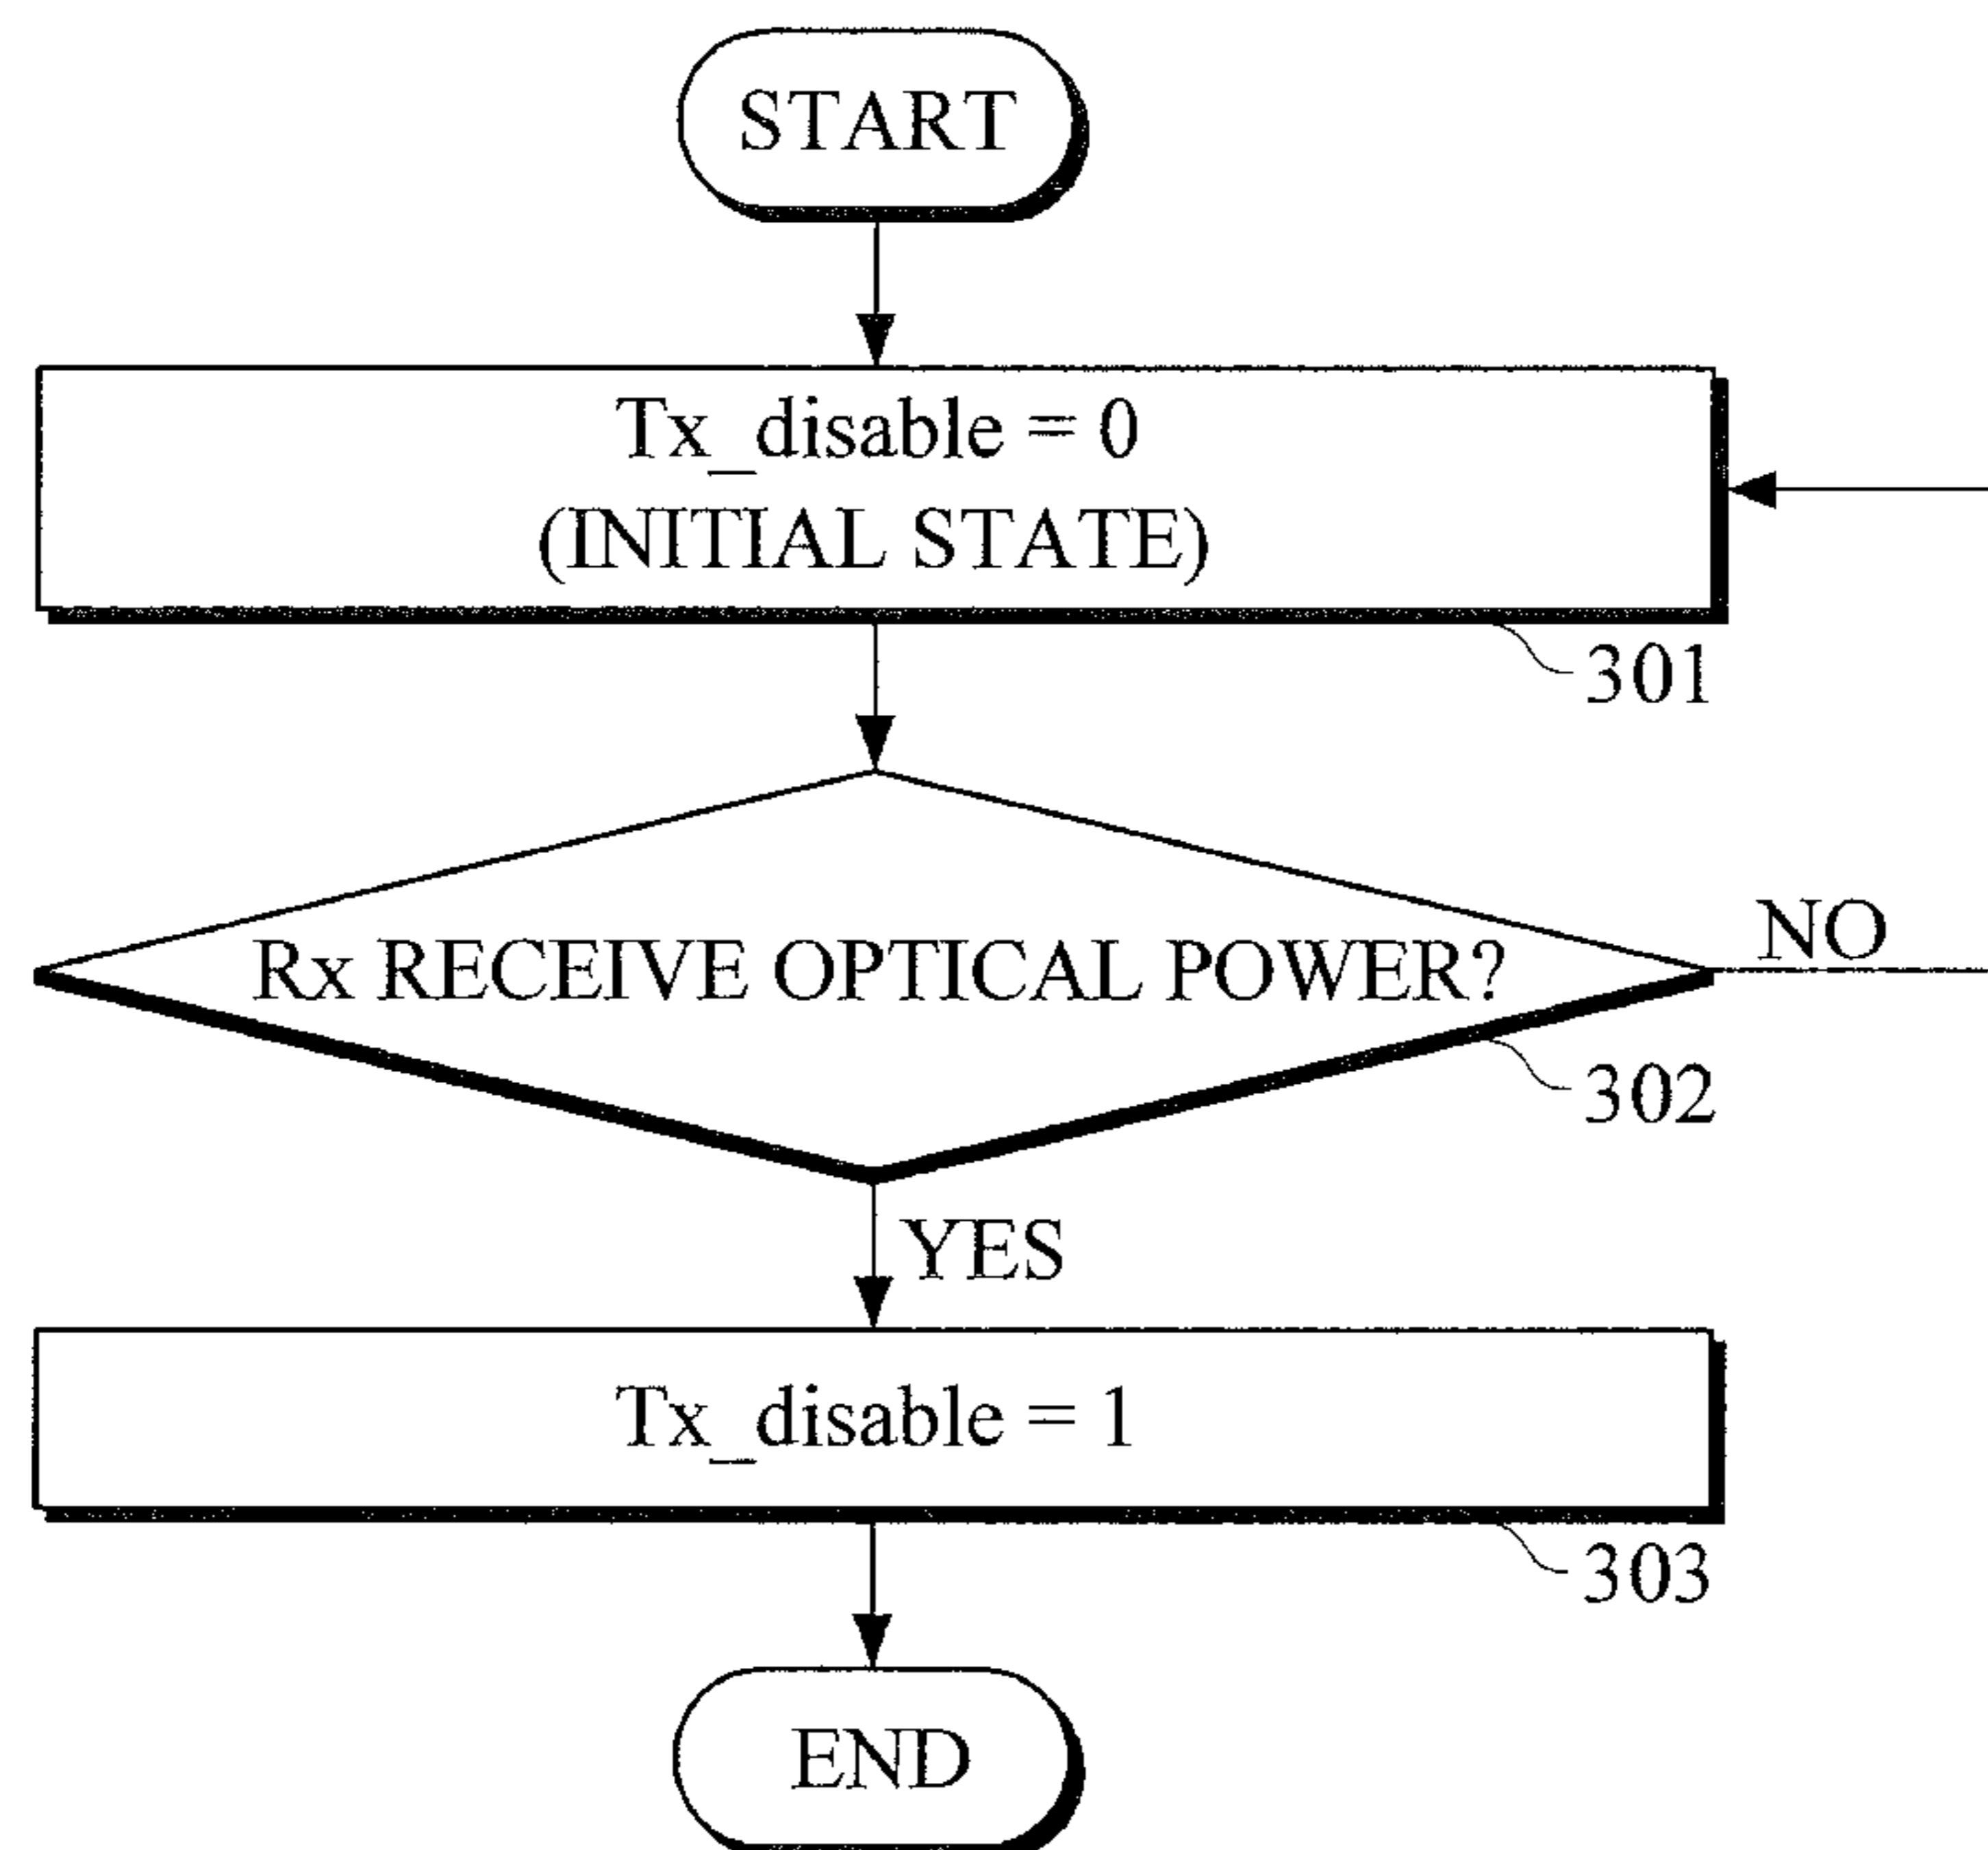 START
Tx_disable = 0
(INITIAL STATE)
301
Rx RECEIVE OPTICAL POWER?
NO
302
YES
Tx_disable = 1
303
END